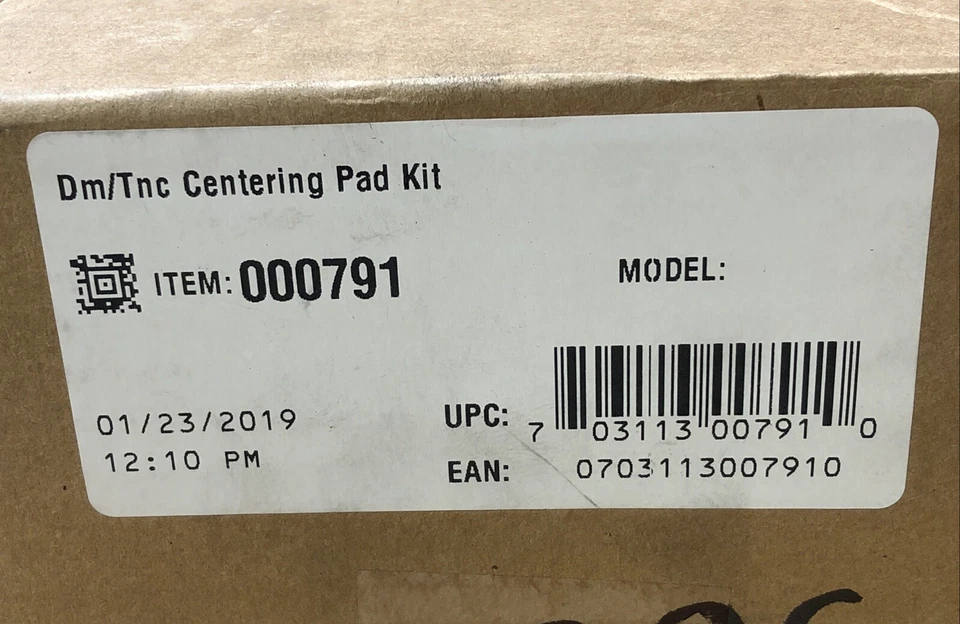 Dm/Tnc Centering Pad Kit
ITEM: 000791
MODEL:
01/23/2019
12:10 PM
UPC: 7 03113 00791 0
EAN: 0703113007910